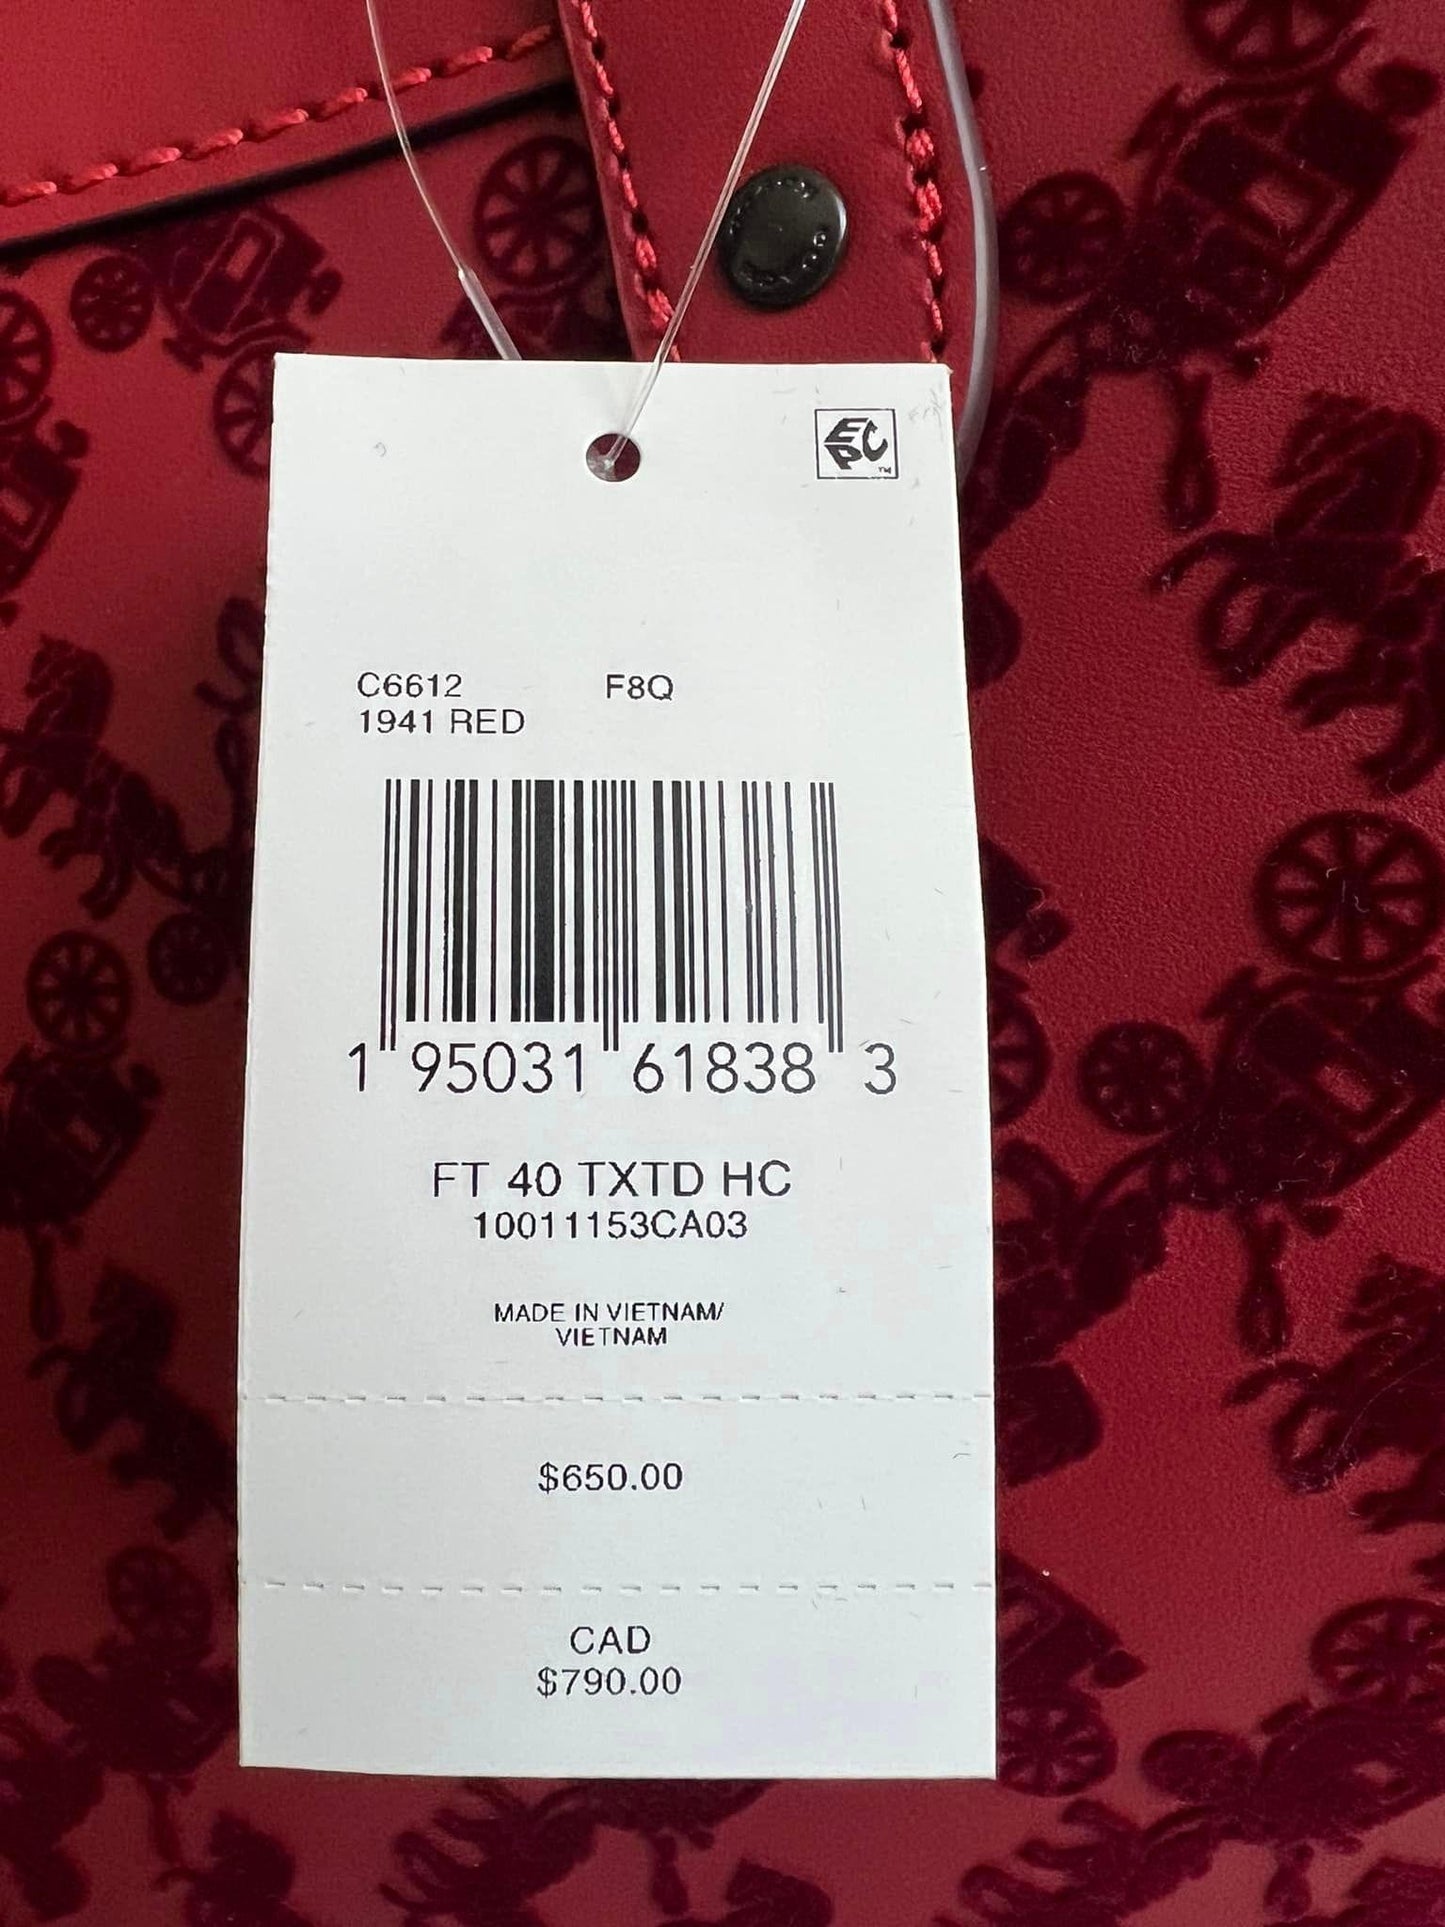 EPC™
C6612 F8Q
1941 RED
1 95031 61838 3
FT 40 TXTD HC
10011153CA03
MADE IN VIETNAM/
VIETNAM
$650.00
CAD
$790.00